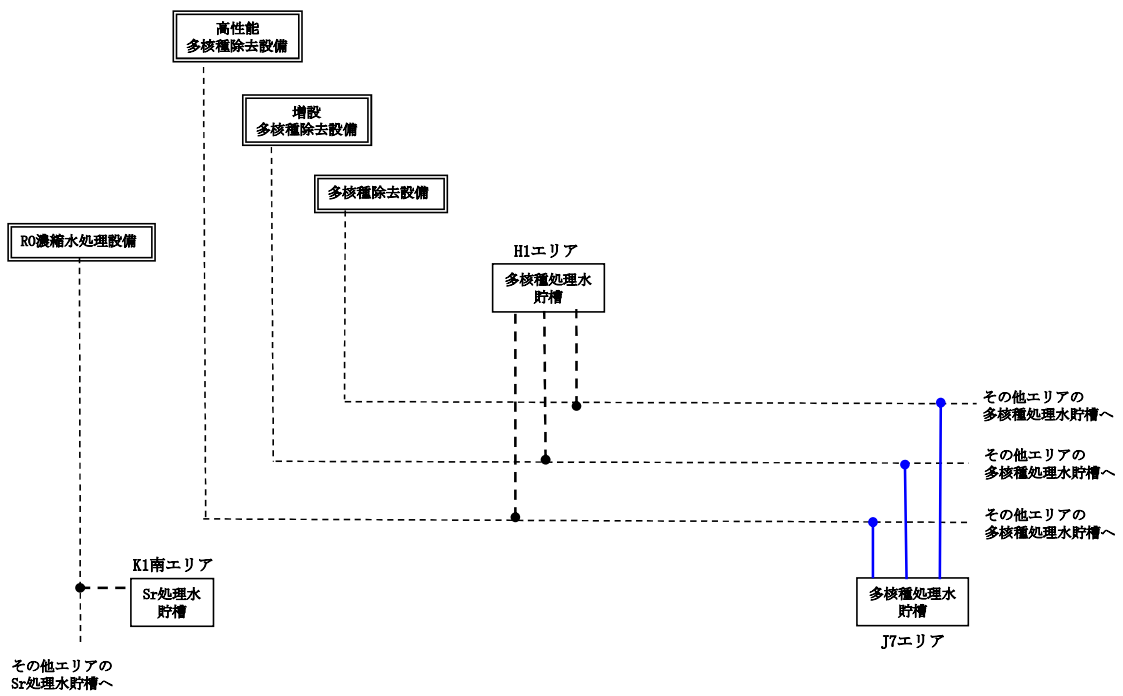 高性能
多核種除去設備
増設
多核種除去設備
多核種除去設備
RO濃縮水処理設備
H1エリア
多核種処理水
貯槽
その他エリアの
多核種処理水貯槽へ
その他エリアの
多核種処理水貯槽へ
その他エリアの
多核種処理水貯槽へ
K1南エリア
Sr処理水
貯槽
多核種処理水
貯槽
J7エリア
その他エリアの
Sr処理水貯槽へ